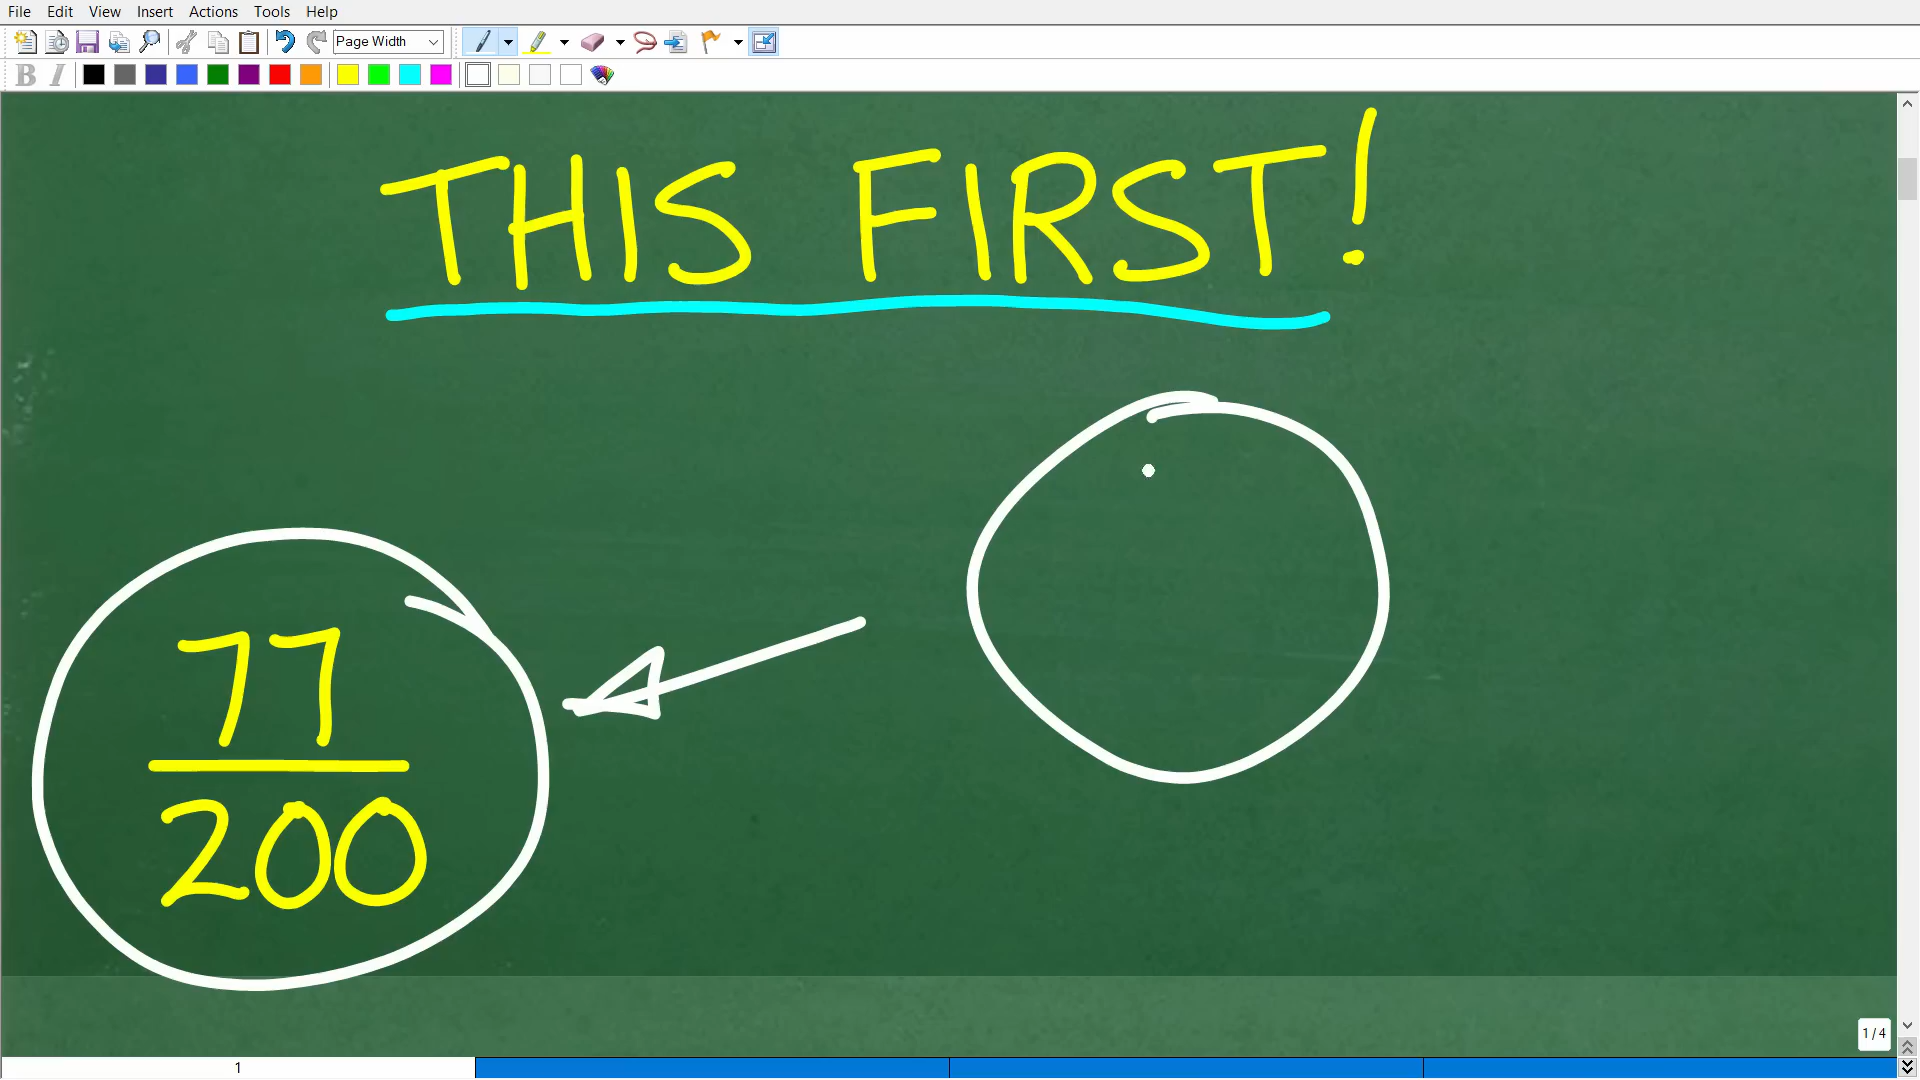 File Edit View Insert Actions Tools Help
Page Width
B I
THIS FIRST!
77
200
1 / 4
1